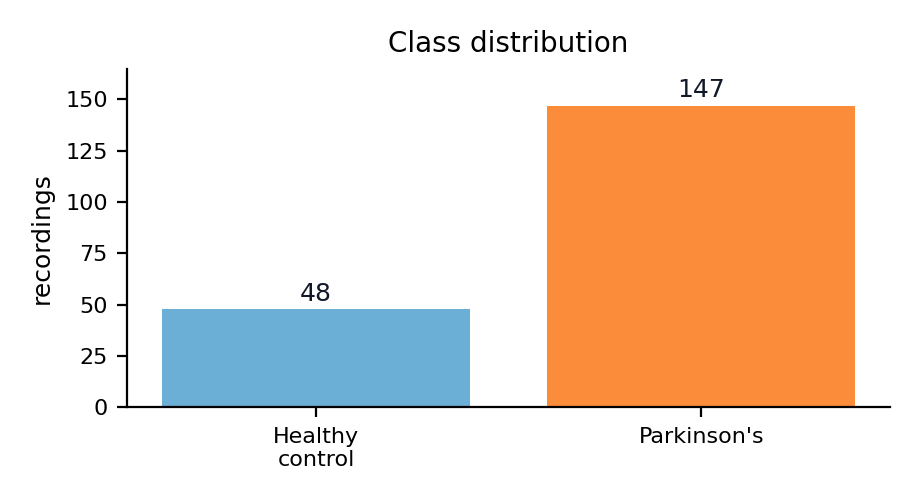 Class distribution
147
150
125
100
75
50
25
0
recordings
48
Healthy
control
Parkinson's